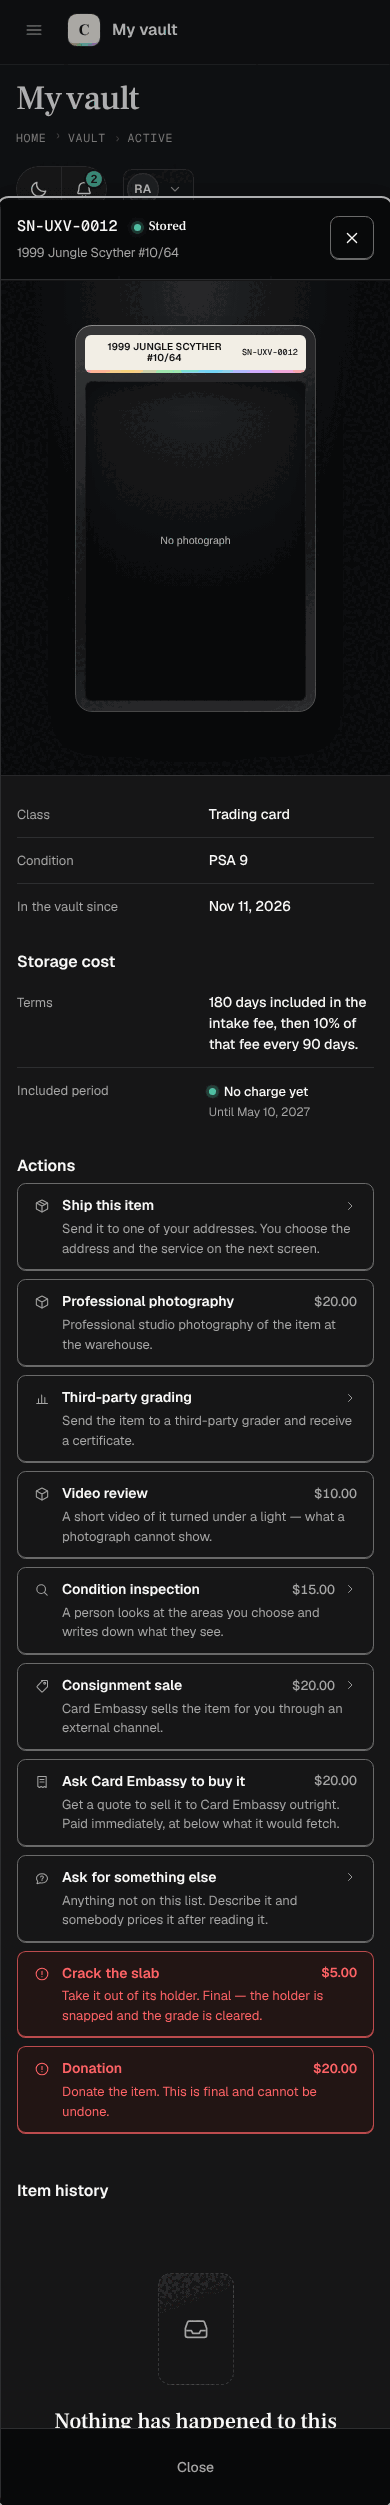 C
My vault
My vault
HOME › VAULT › ACTIVE
2
RA
SN-UXV-0012 Stored
1999 Jungle Scyther #10/64
1999 JUNGLE SCYTHER
#10/64
SN-UXV-0012
No photograph
Class Trading card
Condition PSA 9
In the vault since Nov 11, 2026
Storage cost
Terms 180 days included in the
intake fee, then 10% of
that fee every 90 days.
Included period No charge yet
Until May 10, 2027
Actions
Ship this item
Send it to one of your addresses. You choose the
address and the service on the next screen.
Professional photography $20.00
Professional studio photography of the item at
the warehouse.
Third-party grading
Send the item to a third-party grader and receive
a certificate.
Video review $10.00
A short video of it turned under a light — what a
photograph cannot show.
Condition inspection $15.00
A person looks at the areas you choose and
writes down what they see.
Consignment sale $20.00
Card Embassy sells the item for you through an
external channel.
Ask Card Embassy to buy it $20.00
Get a quote to sell it to Card Embassy outright.
Paid immediately, at below what it would fetch.
Ask for something else
Anything not on this list. Describe it and
somebody prices it after reading it.
Crack the slab $5.00
Take it out of its holder. Final — the holder is
snapped and the grade is cleared.
Donation $20.00
Donate the item. This is final and cannot be
undone.
Item history
Nothing has happened to this
Close